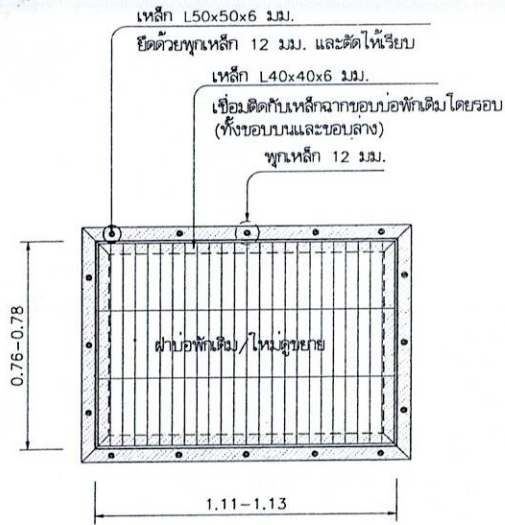 เหล็ก L50x50x6 มม.
ยึดด้วยพุกเหล็ก 12 มม. และตัดให้เรียบ
เหล็ก L40x40x6 มม.
เชื่อมติดกับเหล็กฉากขอบบ่อพักเดิมโดยรอบ
(ทั้งขอบบนและขอบล่าง)
พุกเหล็ก 12 มม.
0.76-0.78
ฝาบ่อพักเดิม/ใหม่ดูขยาย
1.11-1.13